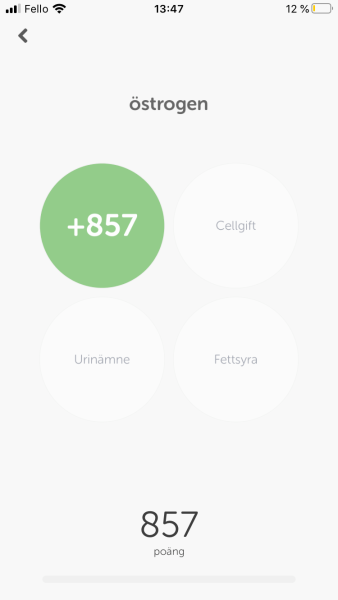 Fello 13:47 12 %
östrogen
+857 Cellgift
Urinämne Fettsyra
857
poäng